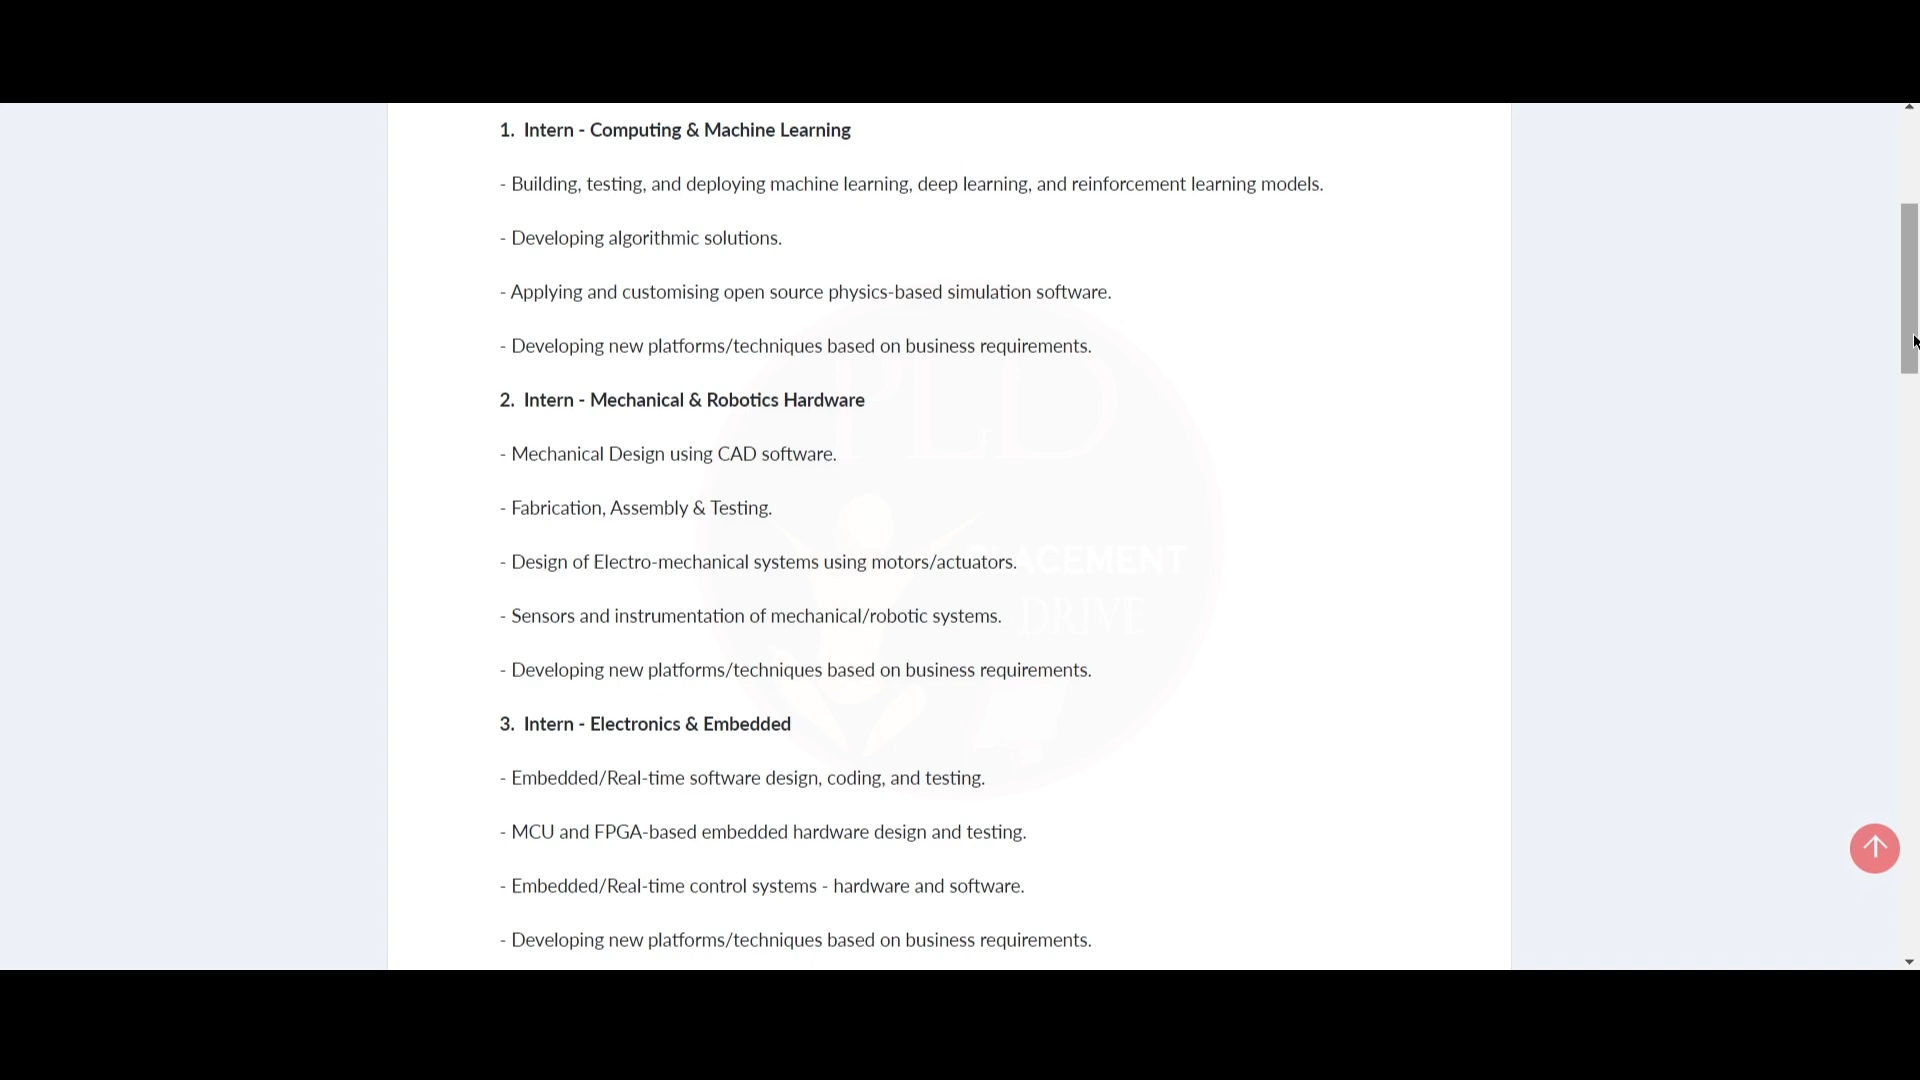 1. Intern - Computing & Machine Learning
- Building, testing, and deploying machine learning, deep learning, and reinforcement learning models.
- Developing algorithmic solutions.
- Applying and customising open source physics-based simulation software.
- Developing new platforms/techniques based on business requirements.
PLD
2. Intern - Mechanical & Robotics Hardware
- Mechanical Design using CAD software.
- Fabrication, Assembly & Testing.
- Design of Electro-mechanical systems using motors/actuators.
ACEMENT
- Sensors and instrumentation of mechanical/robotic systems.
DRIVE
- Developing new platforms/techniques based on business requirements.
3. Intern - Electronics & Embedded
- Embedded/Real-time software design, coding, and testing.
- MCU and FPGA-based embedded hardware design and testing.
- Embedded/Real-time control systems - hardware and software.
- Developing new platforms/techniques based on business requirements.